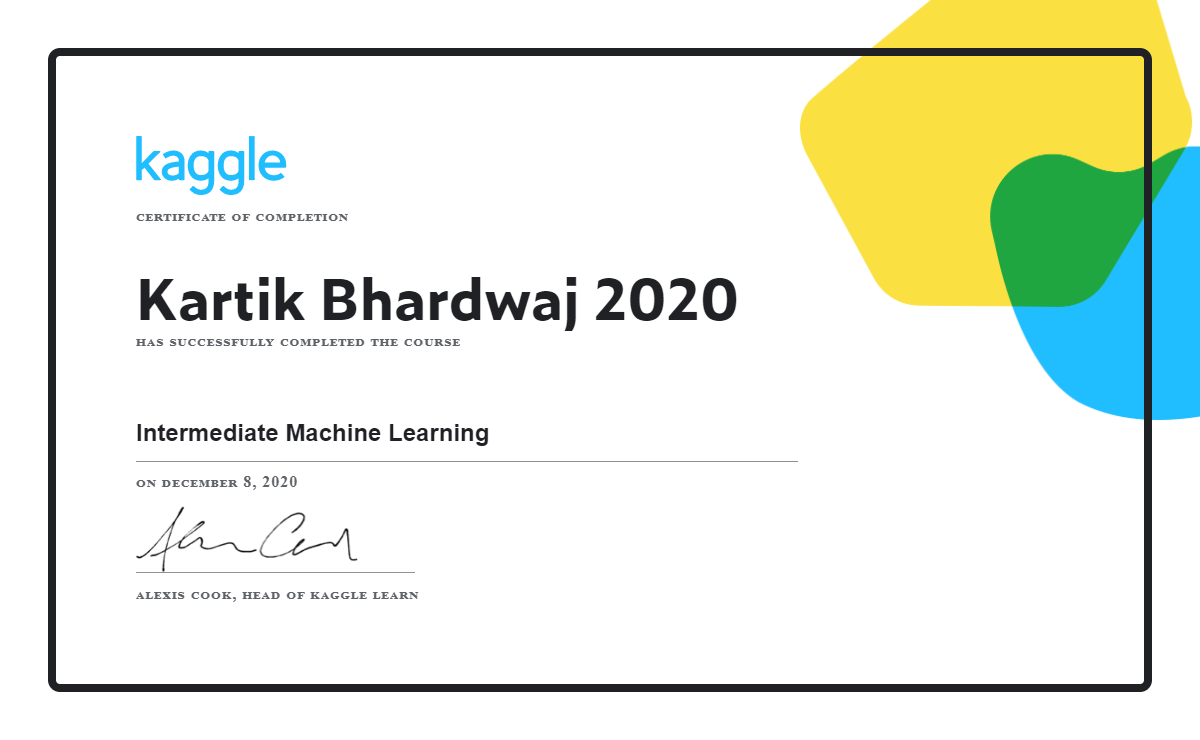 kaggle
CERTIFICATE OF COMPLETION
Kartik Bhardwaj 2020
HAS SUCCESSFULLY COMPLETED THE COURSE
Intermediate Machine Learning
ON DECEMBER 8, 2020
ALEXIS COOK, HEAD OF KAGGLE LEARN